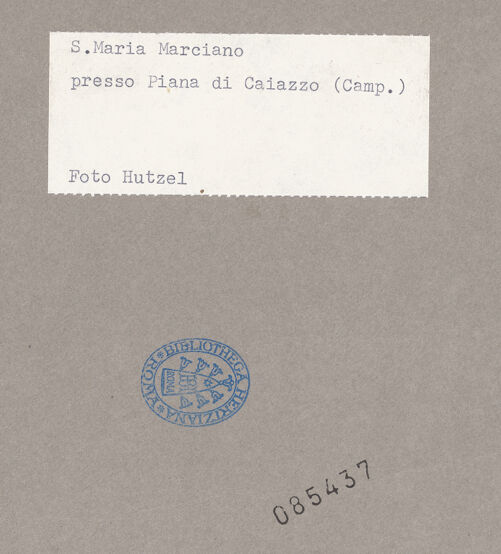 S.Maria Marciano
presso Piana di Caiazzo (Camp.)
Foto Hutzel
BIBLIOTHECA HERTZIANA
ROMA
085437